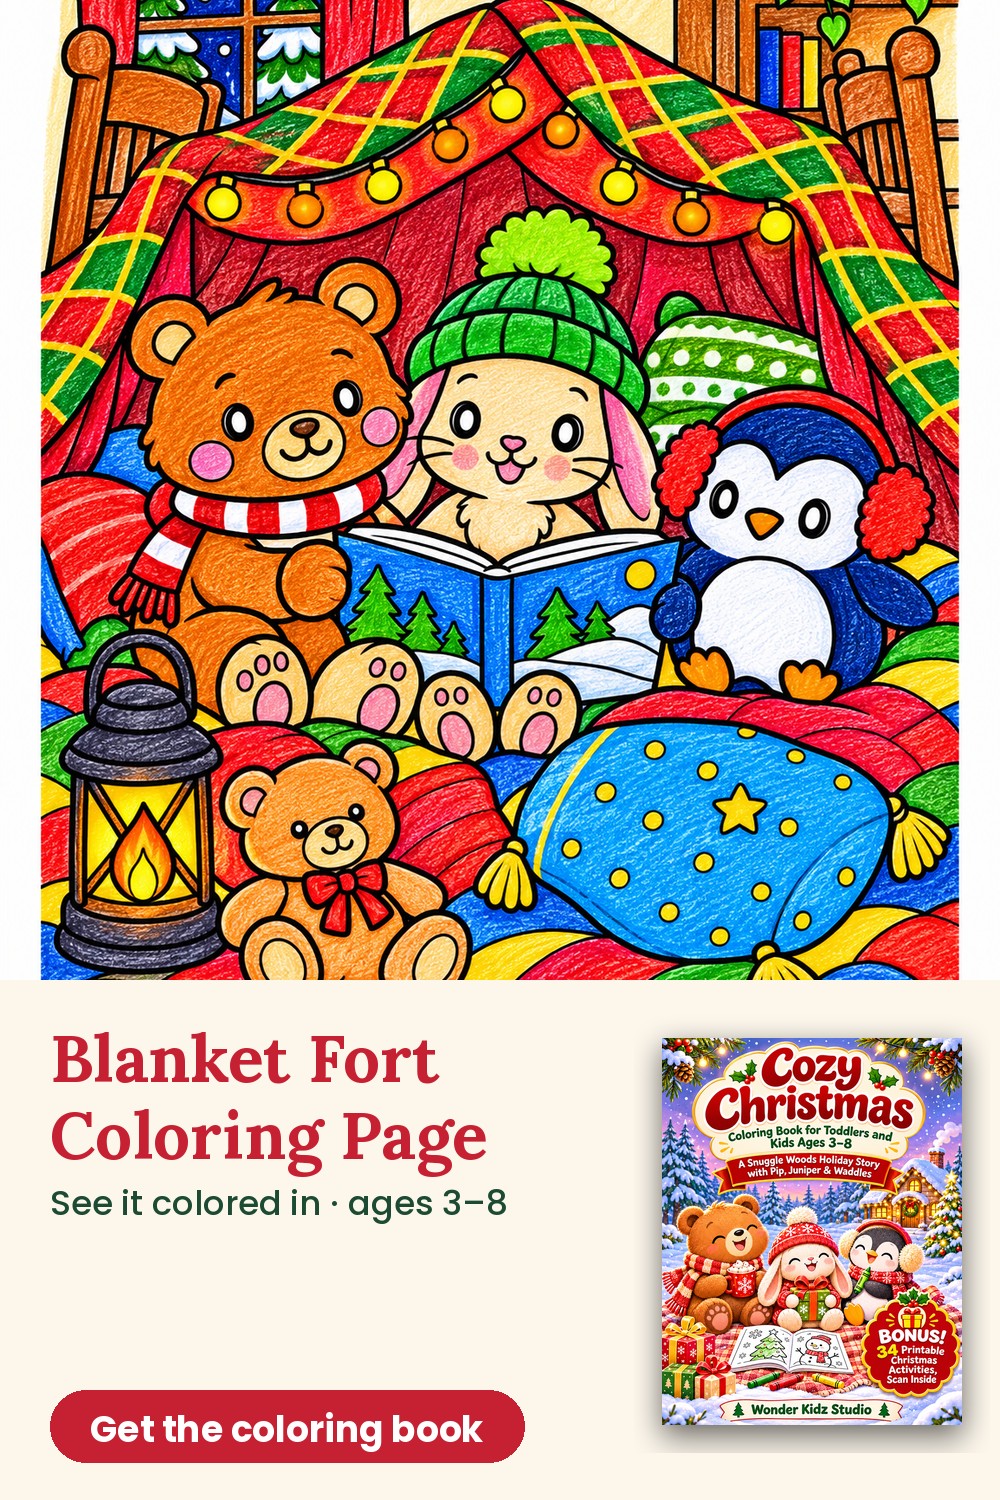 Blanket Fort
Coloring Page
See it colored in · ages 3–8
Get the coloring book
Cozy
Christmas
Coloring Book for Toddlers and
Kids Ages 3–8
A Snuggle Woods Holiday Story
with Pip, Juniper & Waddles
BONUS!
34 Printable
Christmas
Activities,
Scan Inside
Wonder Kidz Studio